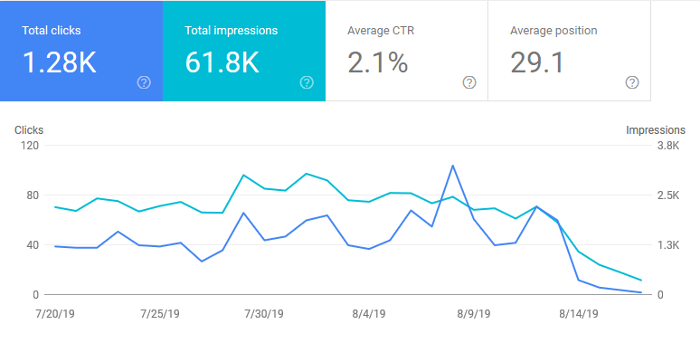 Total clicks
1.28K
Total impressions
61.8K
Average CTR
2.1%
Average position
29.1
Clicks
Impressions
120
3.8K
80
2.5K
40
1.3K
0
0
7/20/19
7/25/19
7/30/19
8/4/19
8/9/19
8/14/19